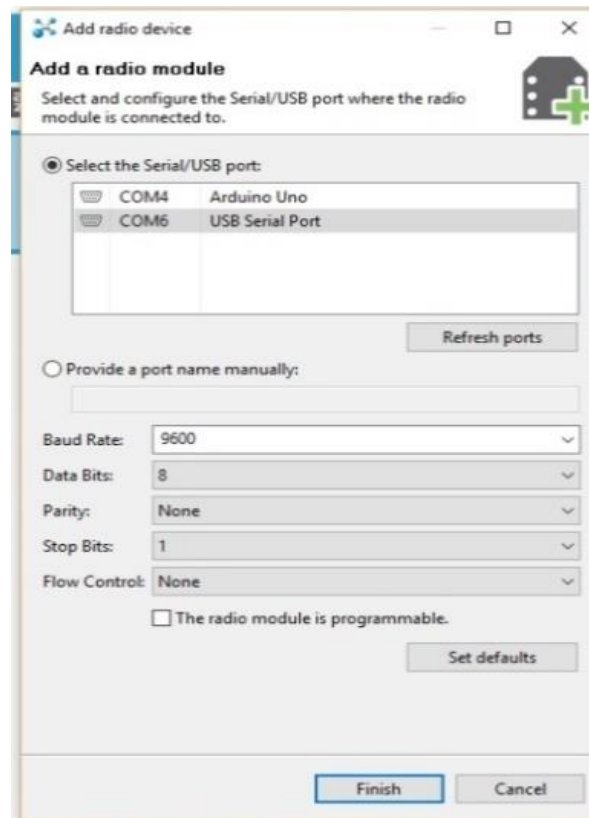 Add radio device
Add a radio module
Select and configure the Serial/USB port where the radio
module is connected to.
Select the Serial/USB port:
COM4 Arduino Uno
COM6 USB Serial Port
Refresh ports
Provide a port name manually:
Baud Rate: 9600
Data Bits: 8
Parity: None
Stop Bits: 1
Flow Control: None
The radio module is programmable.
Set defaults
Finish Cancel